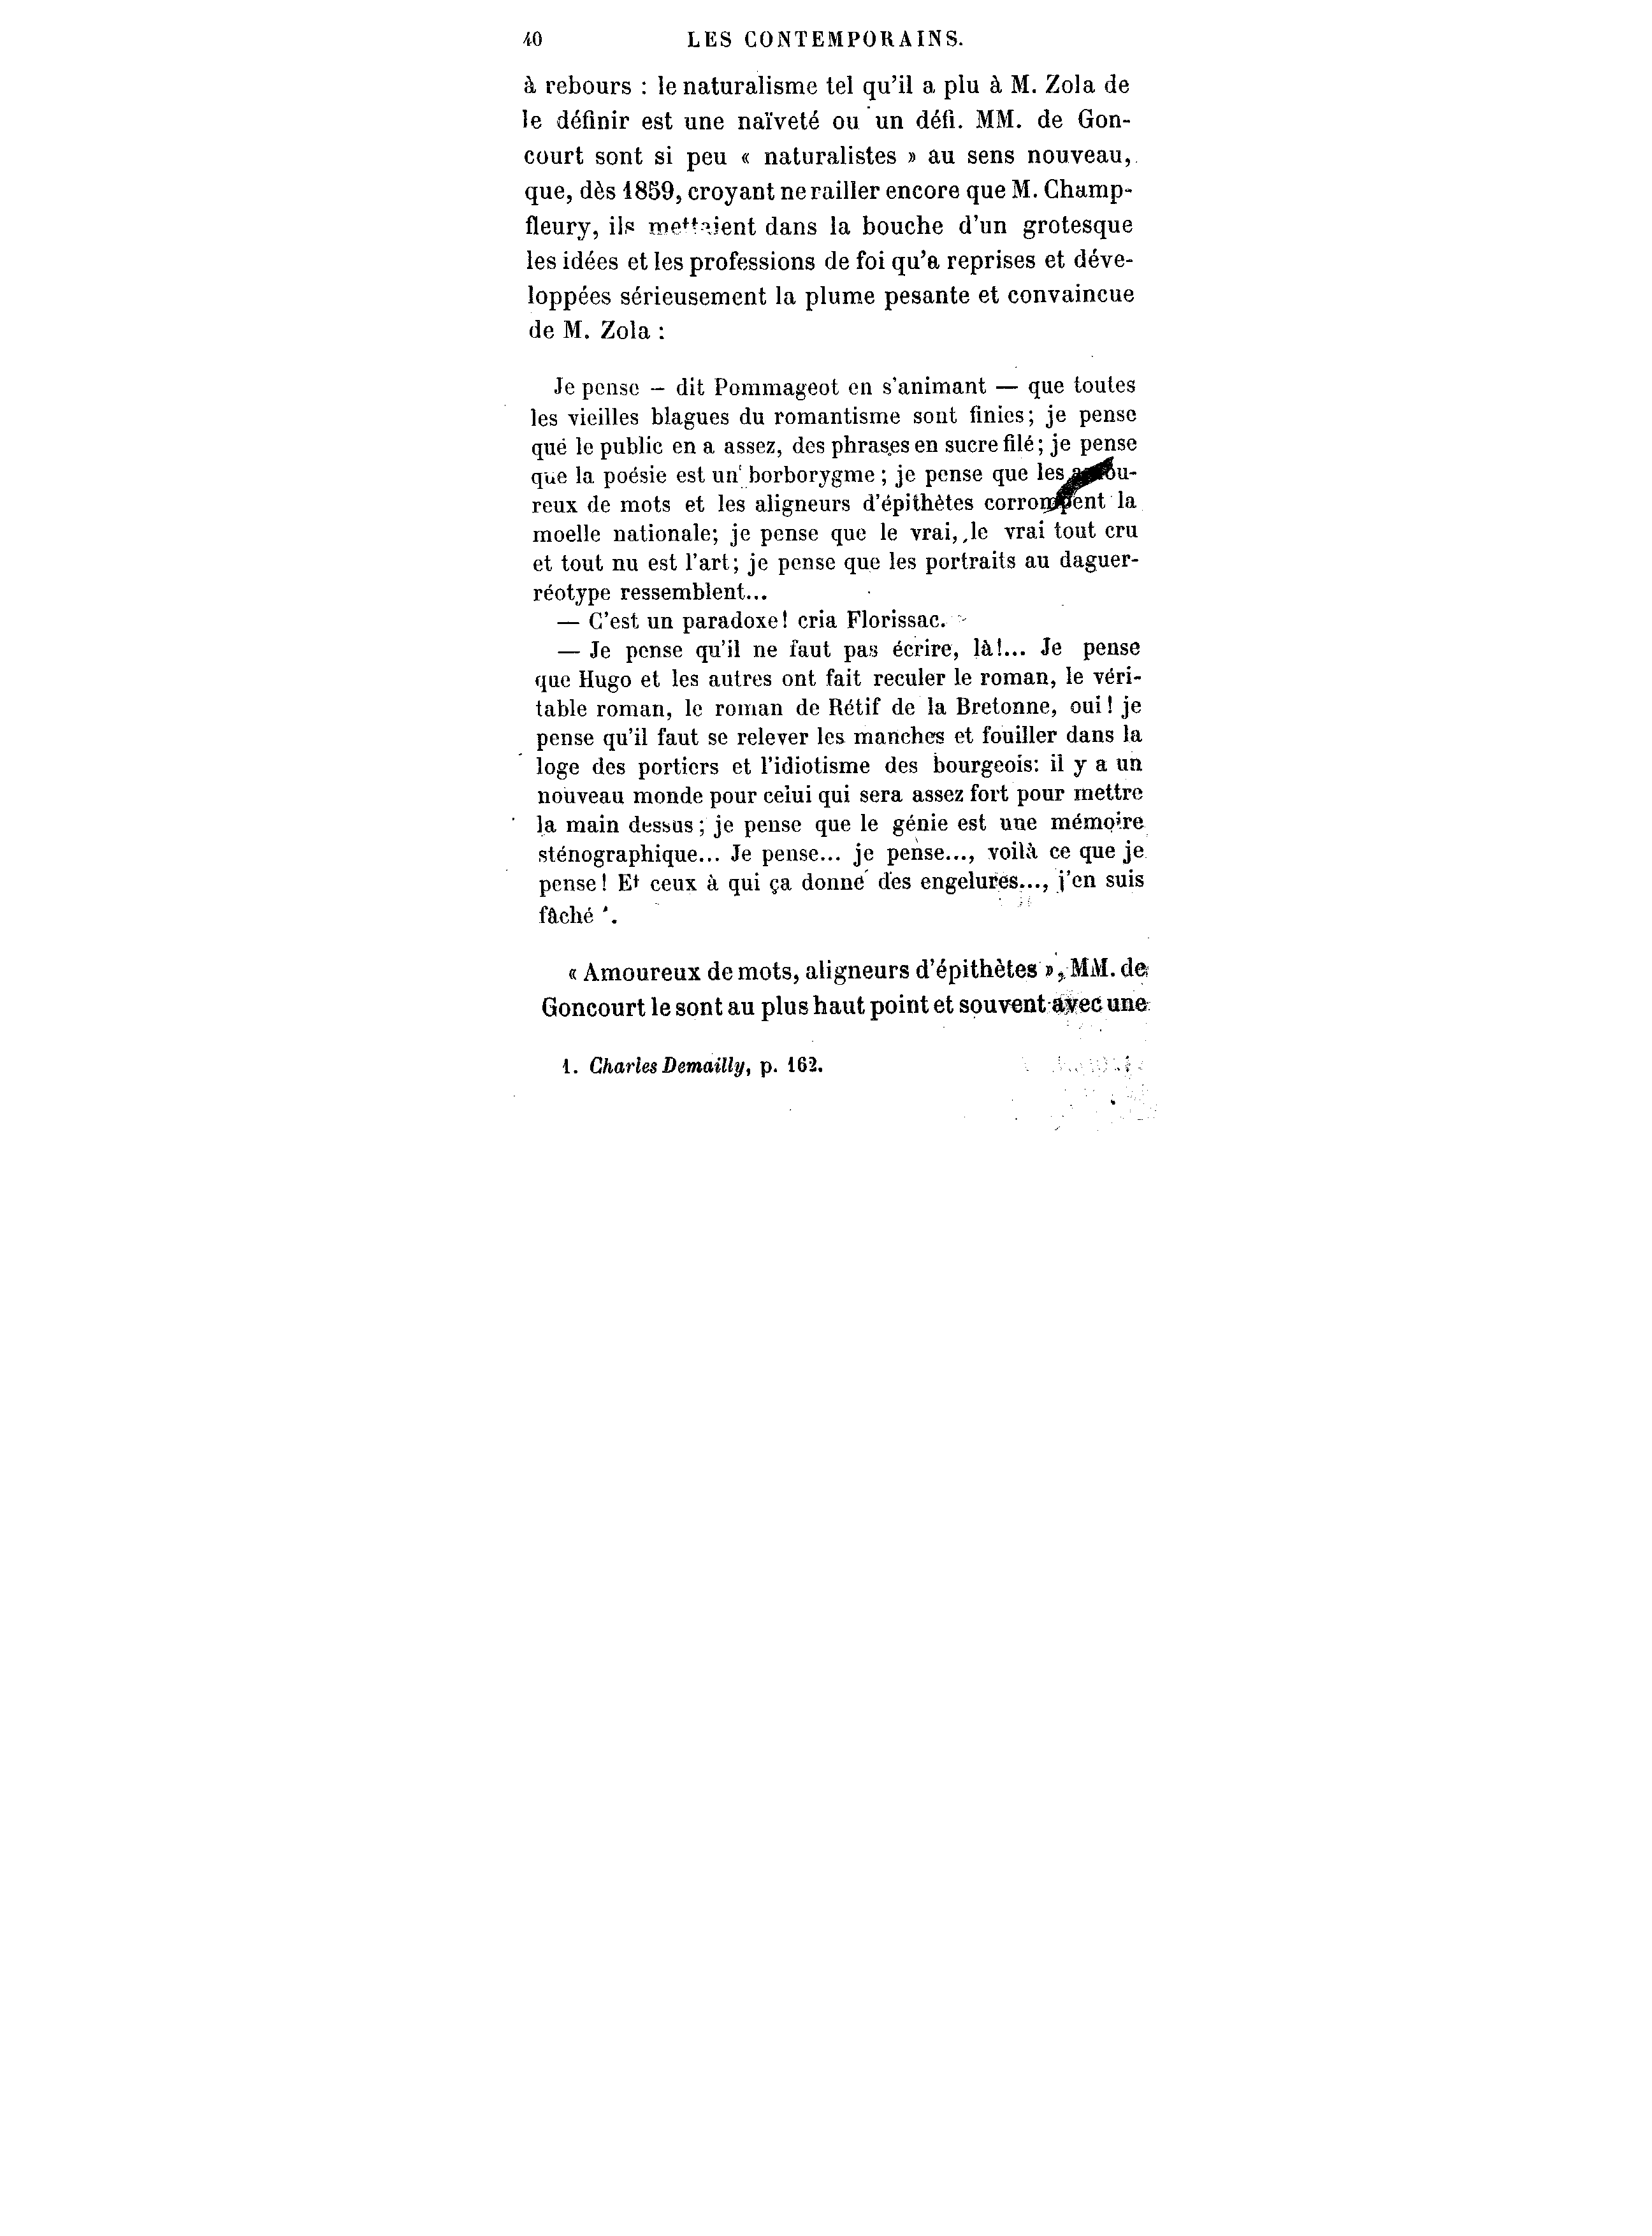 40 LES CONTEMPORAINS.
à rebours : le naturalisme tel qu'il a plu à M. Zola de
le définir est une naïveté ou un défi. MM. de Gon-
court sont si peu « naturalistes » au sens nouveau,
que, dès 1859, croyant ne railler encore que M. Champ-
fleury, ils mettaient dans la bouche d'un grotesque
les idées et les professions de foi qu'a reprises et déve-
loppées sérieusement la plume pesante et convaincue
de M. Zola :
Je pense — dit Pommageot en s'animant — que toutes
les vieilles blagues du romantisme sont finies; je pense
que le public en a assez, des phrases en sucre filé; je pense
que la poésie est un borborygme ; je pense que les amou-
reux de mots et les aligneurs d'épithètes corrompent la
moelle nationale; je pense que le vrai, le vrai tout cru
et tout nu est l'art; je pense que les portraits au daguer-
réotype ressemblent...
— C'est un paradoxe! cria Florissac.
— Je pense qu'il ne faut pas écrire, là!... Je pense
que Hugo et les autres ont fait reculer le roman, le véri-
table roman, le roman de Rétif de la Bretonne, oui! je
pense qu'il faut se relever les manches et fouiller dans la
loge des portiers et l'idiotisme des bourgeois: il y a un
nouveau monde pour celui qui sera assez fort pour mettre
la main dessus; je pense que le génie est une mémoire
sténographique... Je pense... je pense..., voilà ce que je
pense! Et ceux à qui ça donne des engelures..., j'en suis
fâché ¹.
« Amoureux de mots, aligneurs d'épithètes », MM. de
Goncourt le sont au plus haut point et souvent avec une
1. Charles Demailly, p. 162.